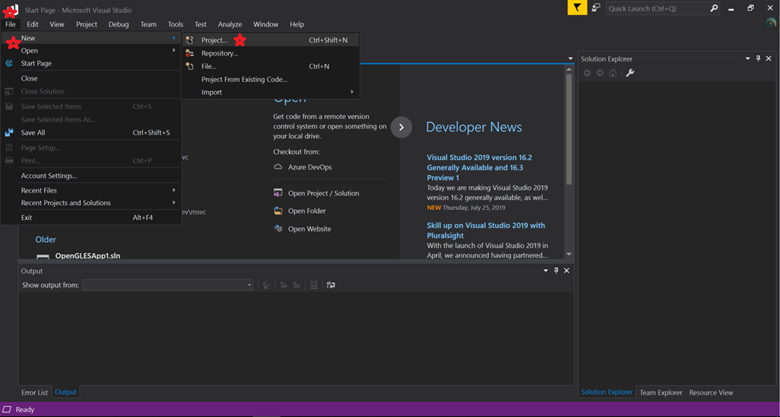 Start Page - Microsoft Visual Studio
Quick Launch (Ctrl+Q)
File Edit View Project Debug Team Tools Test Analyze Window Help
New
Open
Start Page
Close
Close Solution
Save Selected Items Ctrl+S
Save Selected Items As...
Save All Ctrl+Shift+S
Page Setup...
Print... Ctrl+P
Account Settings...
Recent Files
Recent Projects and Solutions
Exit Alt+F4
Project... Ctrl+Shift+N
Repository...
File... Ctrl+N
Project From Existing Code...
Import
Open
Get code from a remote version
control system or open something on
your local drive.
Checkout from:
Azure DevOps
Open Project / Solution
Open Folder
Open Website
vc
dev\msvc
Older
OpenGLESApp1.sln
Developer News
Visual Studio 2019 version 16.2
Generally Available and 16.3
Preview 1
Today we are making Visual Studio 2019
version 16.2 generally available, as wel...
NEW Thursday, July 25, 2019
Skill up on Visual Studio 2019 with
Pluralsight
With the launch of Visual Studio 2019 in
April, we announced having partnered...
Solution Explorer
Output
Show output from:
Error List Output
Solution Explorer Team Explorer Resource View
Ready